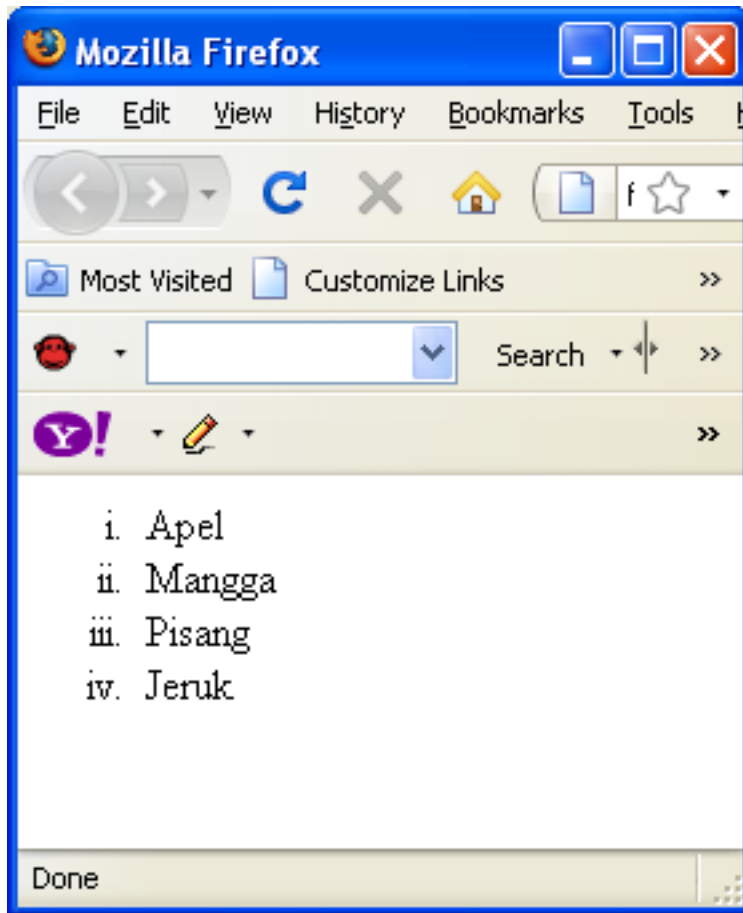 Mozilla Firefox
File Edit View History Bookmarks Tools
f
Most Visited Customize Links
Search
Y!
i. Apel
ii. Mangga
iii. Pisang
iv. Jeruk
Done